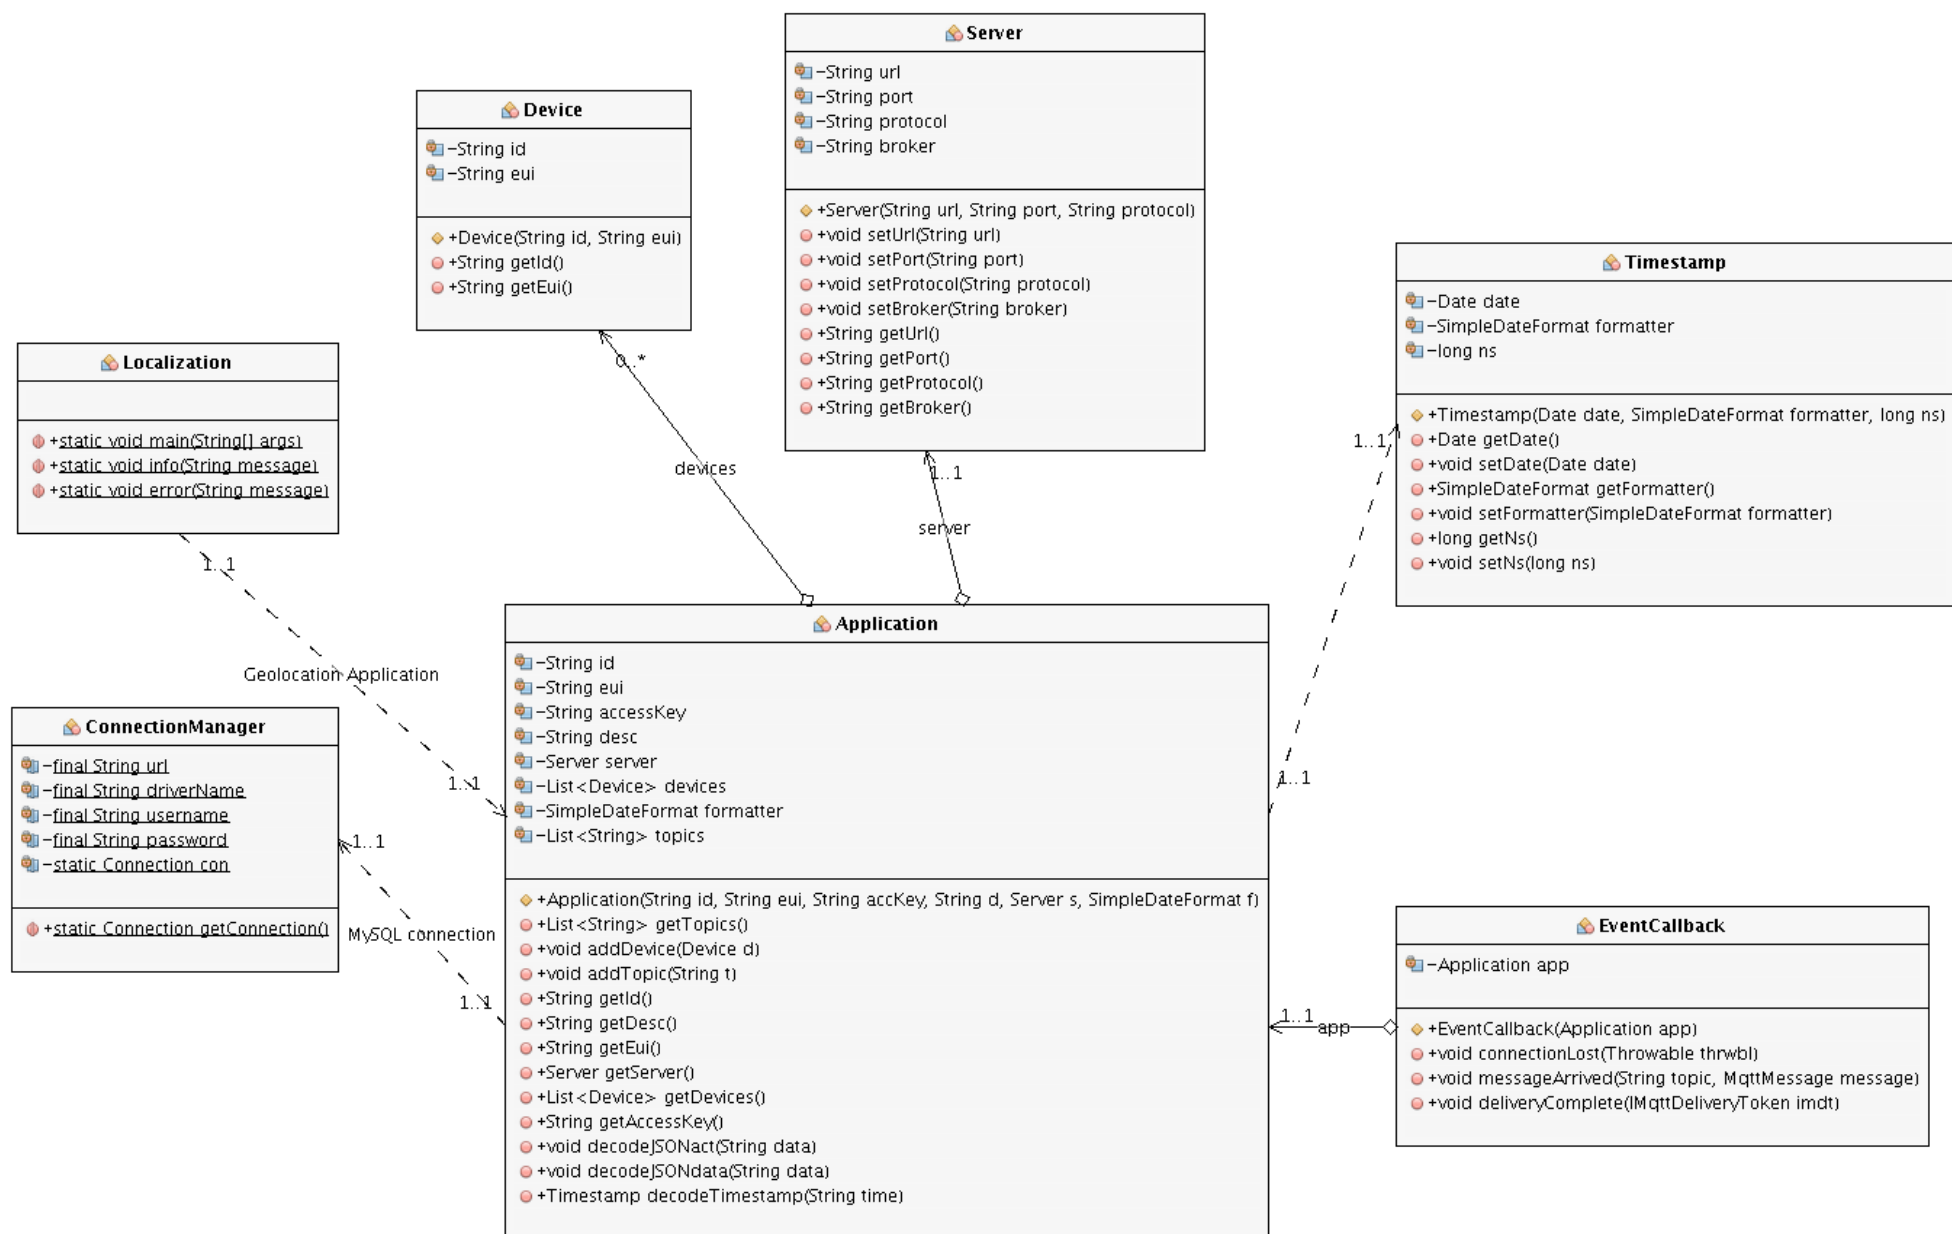 Server
-String url
-String port
-String protocol
-String broker
+Server(String url, String port, String protocol)
+void setUrl(String url)
+void setPort(String port)
+void setProtocol(String protocol)
+void setBroker(String broker)
+String getUrl()
+String getPort()
+String getProtocol()
+String getBroker()
Device
-String id
-String eui
+Device(String id, String eui)
+String getId()
+String getEui()
Timestamp
-Date date
-SimpleDateFormat formatter
-long ns
+Timestamp(Date date, SimpleDateFormat formatter, long ns)
+Date getDate()
+void setDate(Date date)
+SimpleDateFormat getFormatter()
+void setFormatter(SimpleDateFormat formatter)
+long getNs()
+void setNs(long ns)
Localization
+static void main(String[] args)
+static void info(String message)
+static void error(String message)
0..*
devices
1..1
server
1..1
1..1
1..1
Geolocation Application
1..1
ConnectionManager
-final String url
-final String driverName
-final String username
-final String password
-static Connection con
+static Connection getConnection()
1..1
MySQL connection
1..1
Application
-String id
-String eui
-String accessKey
-String desc
-Server server
-List<Device> devices
-SimpleDateFormat formatter
-List<String> topics
+Application(String id, String eui, String accKey, String d, Server s, SimpleDateFormat f)
+List<String> getTopics()
+void addDevice(Device d)
+void addTopic(String t)
+String getId()
+String getDesc()
+String getEui()
+Server getServer()
+List<Device> getDevices()
+String getAccessKey()
+void decodeJSONact(String data)
+void decodeJSONdata(String data)
+Timestamp decodeTimestamp(String time)
1..1
app
EventCallback
-Application app
+EventCallback(Application app)
+void connectionLost(Throwable thrwbl)
+void messageArrived(String topic, MqttMessage message)
+void deliveryComplete(IMqttDeliveryToken imdt)